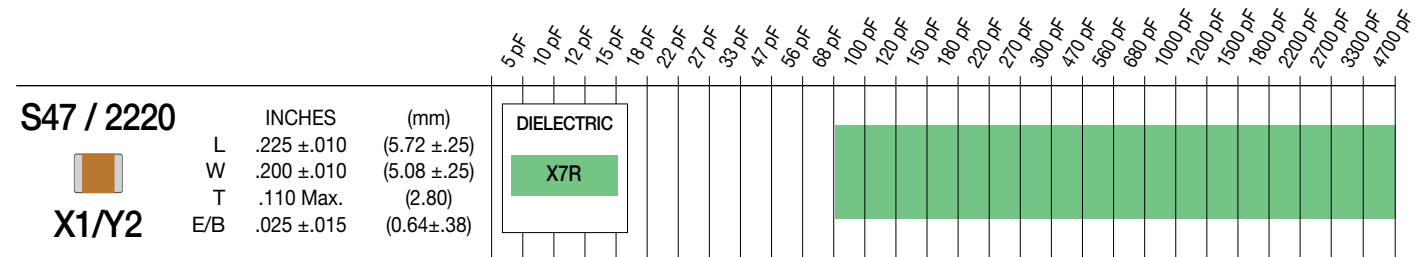 5 pF 10 pF 12 pF 15 pF 18 pF 22 pF 27 pF 33 pF 47 pF 56 pF 68 pF 100 pF 120 pF 150 pF 180 pF 220 pF 270 pF 300 pF 470 pF 560 pF 680 pF 1000 pF 1200 pF 1500 pF 1800 pF 2200 pF 2700 pF 3300 pF 4700 pF
S47 / 2220 INCHES (mm) DIELECTRIC
L .225 ±.010 (5.72 ±.25)
W .200 ±.010 (5.08 ±.25) X7R
T .110 Max. (2.80)
X1/Y2 E/B .025 ±.015 (0.64±.38)